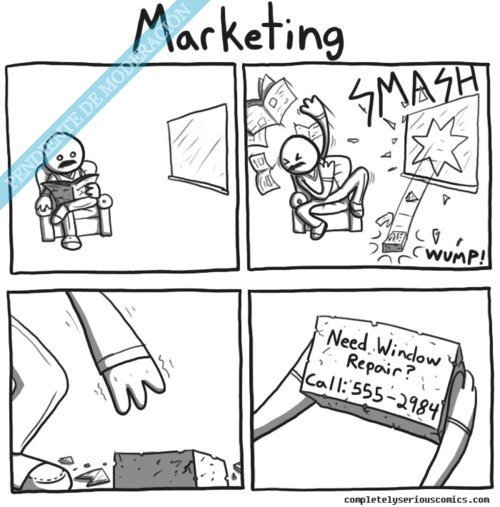 Marketing
PENDIENTE DE MODERACIÓN
SMASH
WUMP!
Need Window
Repair?
Call: 555-2984
completelyseriouscomics.com